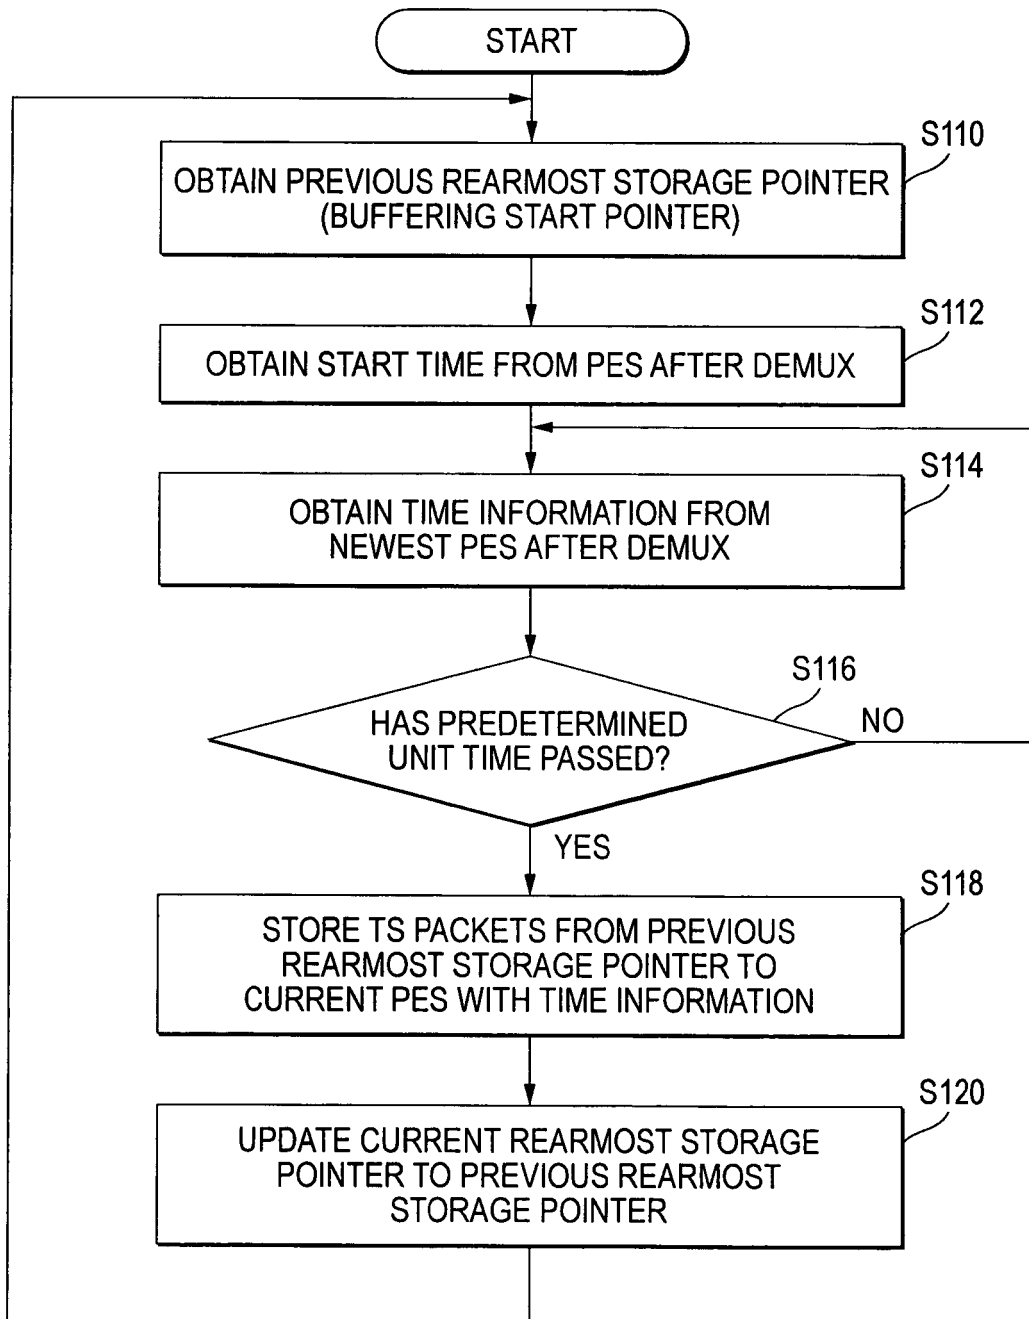 START
S110
OBTAIN PREVIOUS REARMOST STORAGE POINTER
(BUFFERING START POINTER)
S112
OBTAIN START TIME FROM PES AFTER DEMUX
S114
OBTAIN TIME INFORMATION FROM
NEWEST PES AFTER DEMUX
S116
HAS PREDETERMINED
UNIT TIME PASSED?
NO
YES
S118
STORE TS PACKETS FROM PREVIOUS
REARMOST STORAGE POINTER TO
CURRENT PES WITH TIME INFORMATION
S120
UPDATE CURRENT REARMOST STORAGE
POINTER TO PREVIOUS REARMOST
STORAGE POINTER